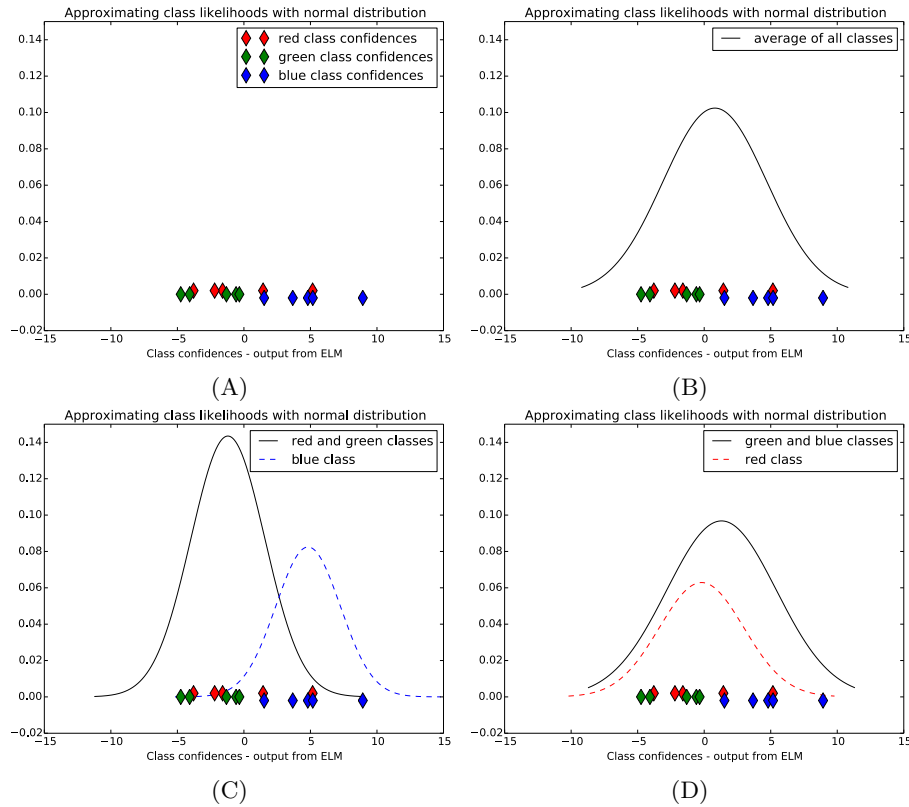 Approximating class likelihoods with normal distribution
red class confidences
green class confidences
blue class confidences
0.14
0.12
0.10
0.08
0.06
0.04
0.02
0.00
−0.02
−15 −10 −5 0 5 10 15
Class confidences - output from ELM
(A)
Approximating class likelihoods with normal distribution
average of all classes
0.14
0.12
0.10
0.08
0.06
0.04
0.02
0.00
−0.02
−15 −10 −5 0 5 10 15
Class confidences - output from ELM
(B)
Approximating class likelihoods with normal distribution
red and green classes
blue class
0.14
0.12
0.10
0.08
0.06
0.04
0.02
0.00
−0.02
−15 −10 −5 0 5 10 15
Class confidences - output from ELM
(C)
Approximating class likelihoods with normal distribution
green and blue classes
red class
0.14
0.12
0.10
0.08
0.06
0.04
0.02
0.00
−0.02
−15 −10 −5 0 5 10 15
Class confidences - output from ELM
(D)